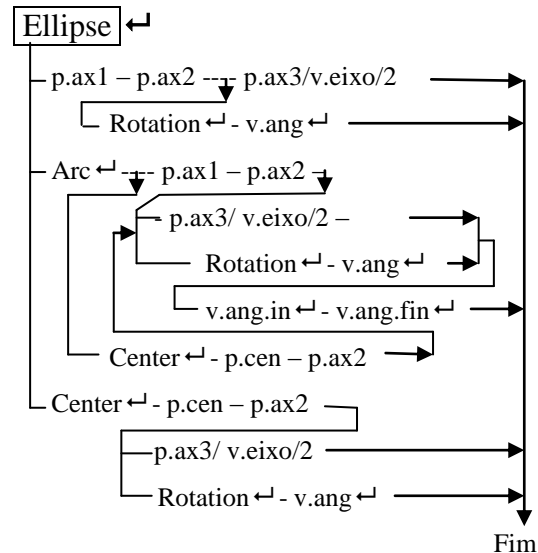 Ellipse ↵
p.ax1 – p.ax2 ---- p.ax3/v.eixo/2
Rotation ↵ - v.ang ↵
Arc ↵ ---- p.ax1 – p.ax2 –
- p.ax3/ v.eixo/2 –
Rotation ↵ - v.ang ↵
v.ang.in ↵ - v.ang.fin ↵
Center ↵ - p.cen – p.ax2
Center ↵ - p.cen – p.ax2
p.ax3/ v.eixo/2
Rotation ↵ - v.ang ↵
Fim